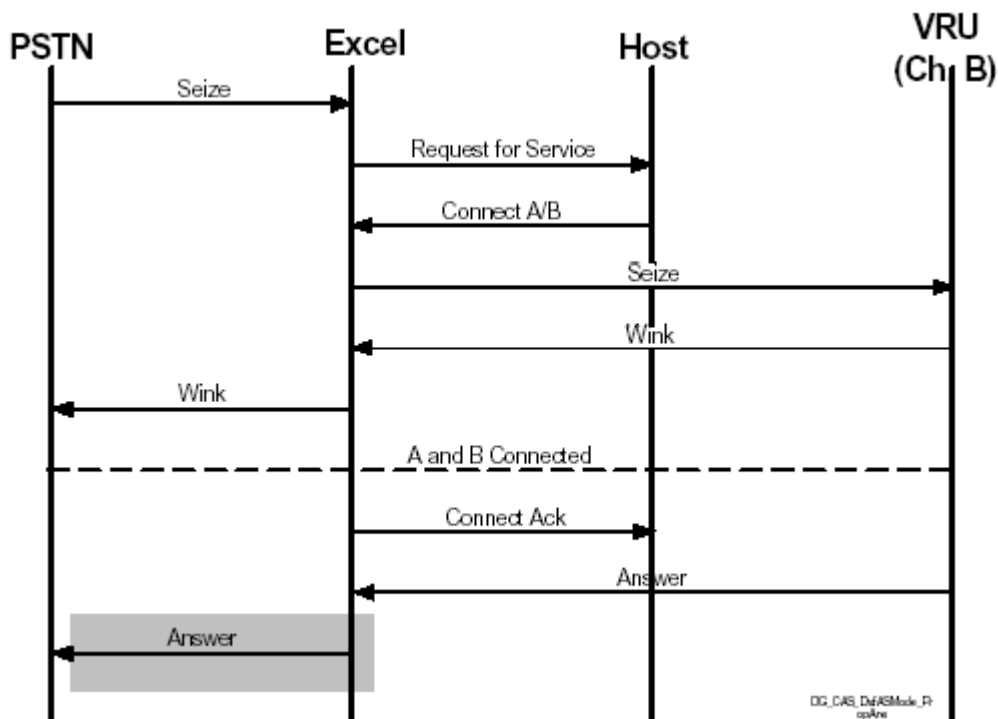 PSTN Excel Host VRU
(Ch B)
Seize
Request for Service
Connect A/B
Seize
Wink
Wink
A and B Connected
Connect Ack
Answer
Answer